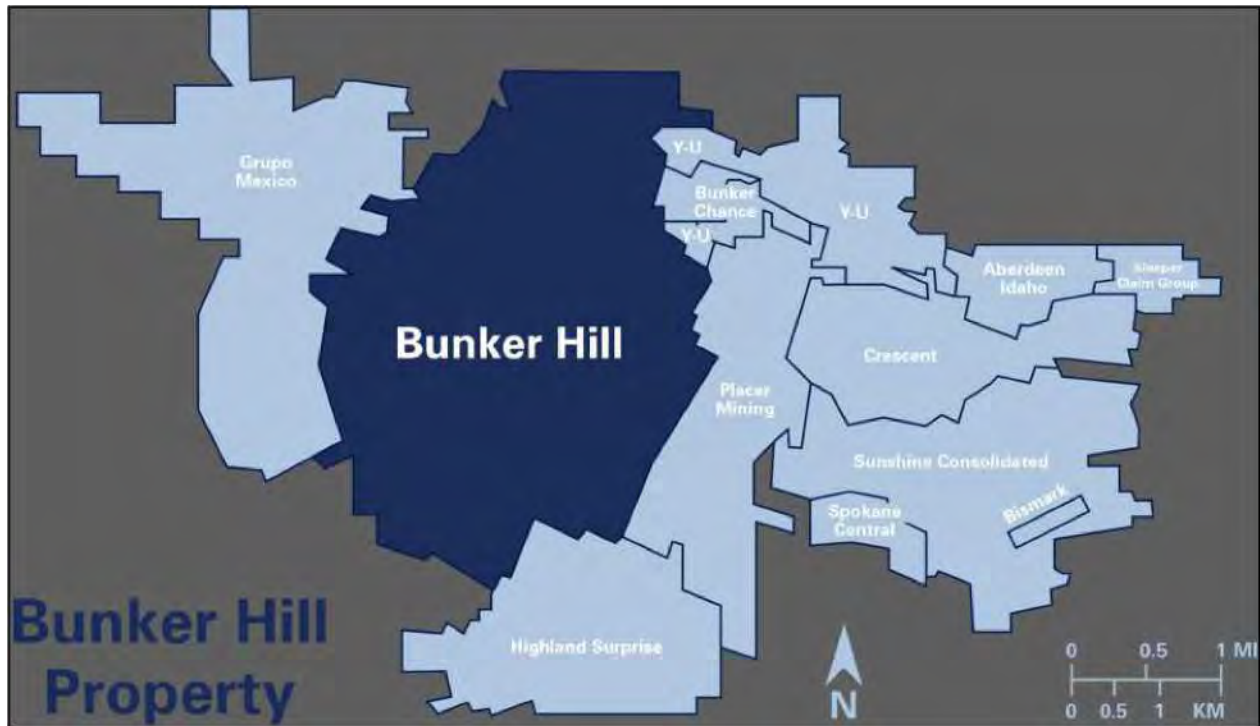 Grupo
Mexico
Y-U
Bunker
Chance
Y-U
Y-U
Aberdeen
Idaho
Sleeper
Claim Group
Bunker Hill
Crescent
Placer
Mining
Sunshine Consolidated
Bismark
Spokane
Central
Highland Surprise
Bunker Hill
Property
N
0 0.5 1 MI
0 0.5 1 KM